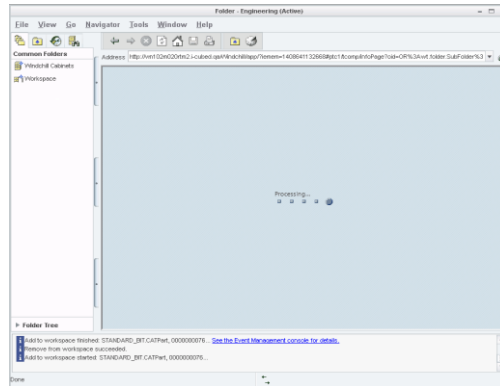 Folder - Engineering (Active)
File View Go Navigator Tools Window Help
Common Folders
Address
Windchill Cabinets
Workspace
Processing...
Folder Tree
Add to workspace finished: STANDARD_BIT.CATPart, 0000000076... See the Event Management console for details.
Remove from workspace succeeded.
Add to workspace started: STANDARD_BIT.CATPart, 0000000076...
Done